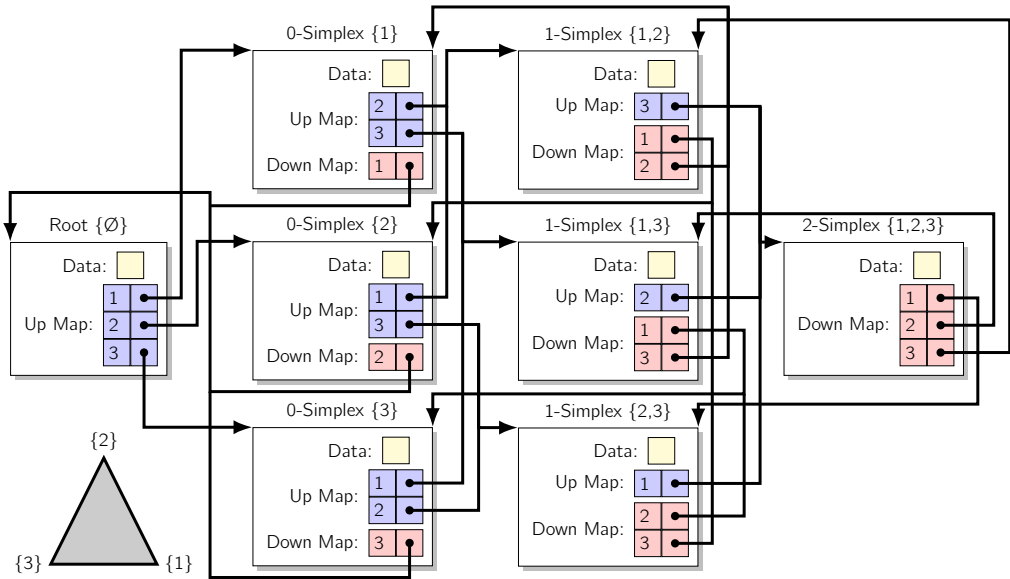 Root {Ø}
Data:
Up Map:
1
2
3
0-Simplex {1}
Data:
Up Map:
2
3
Down Map:
1
0-Simplex {2}
Data:
Up Map:
1
3
Down Map:
2
0-Simplex {3}
Data:
Up Map:
1
2
Down Map:
3
1-Simplex {1,2}
Data:
Up Map:
3
Down Map:
1
2
1-Simplex {1,3}
Data:
Up Map:
2
Down Map:
1
3
1-Simplex {2,3}
Data:
Up Map:
1
Down Map:
2
3
2-Simplex {1,2,3}
Data:
Down Map:
1
2
3
{2}
{3}
{1}